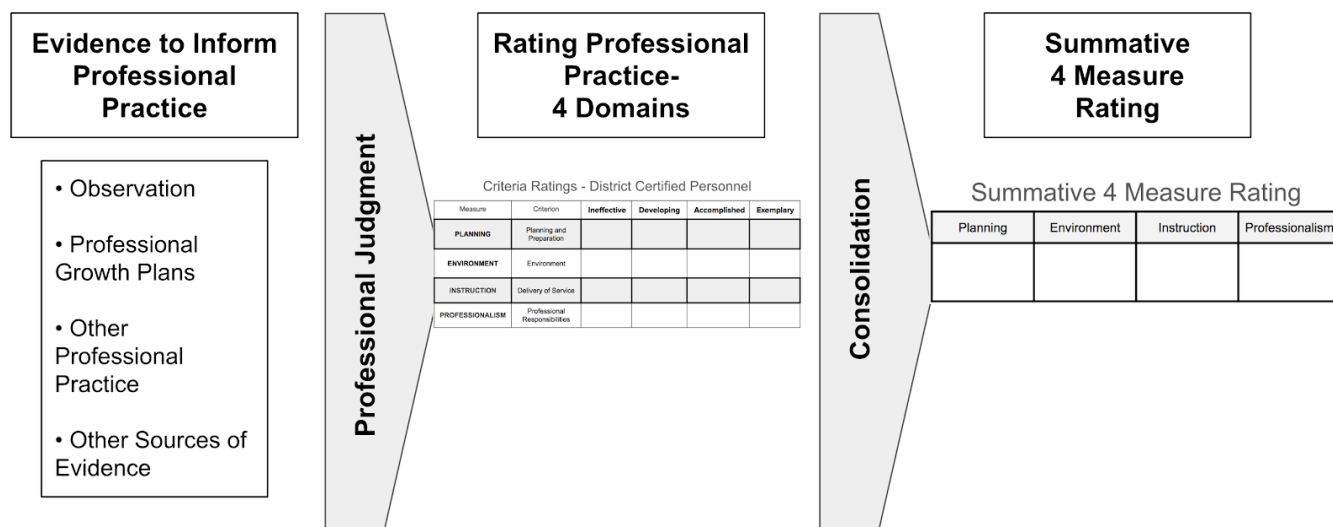 Evidence to Inform
Professional
Practice
• Observation
• Professional
Growth Plans
• Other
Professional
Practice
• Other Sources of
Evidence
Professional Judgment
Rating Professional
Practice-
4 Domains
Criteria Ratings - District Certified Personnel
Measure Criterion Ineffective Developing Accomplished Exemplary
PLANNING Planning and
Preparation
ENVIRONMENT Environment
INSTRUCTION Delivery of Service
PROFESSIONALISM Professional
Responsibilities
Consolidation
Summative
4 Measure
Rating
Summative 4 Measure Rating
Planning Environment Instruction Professionalism